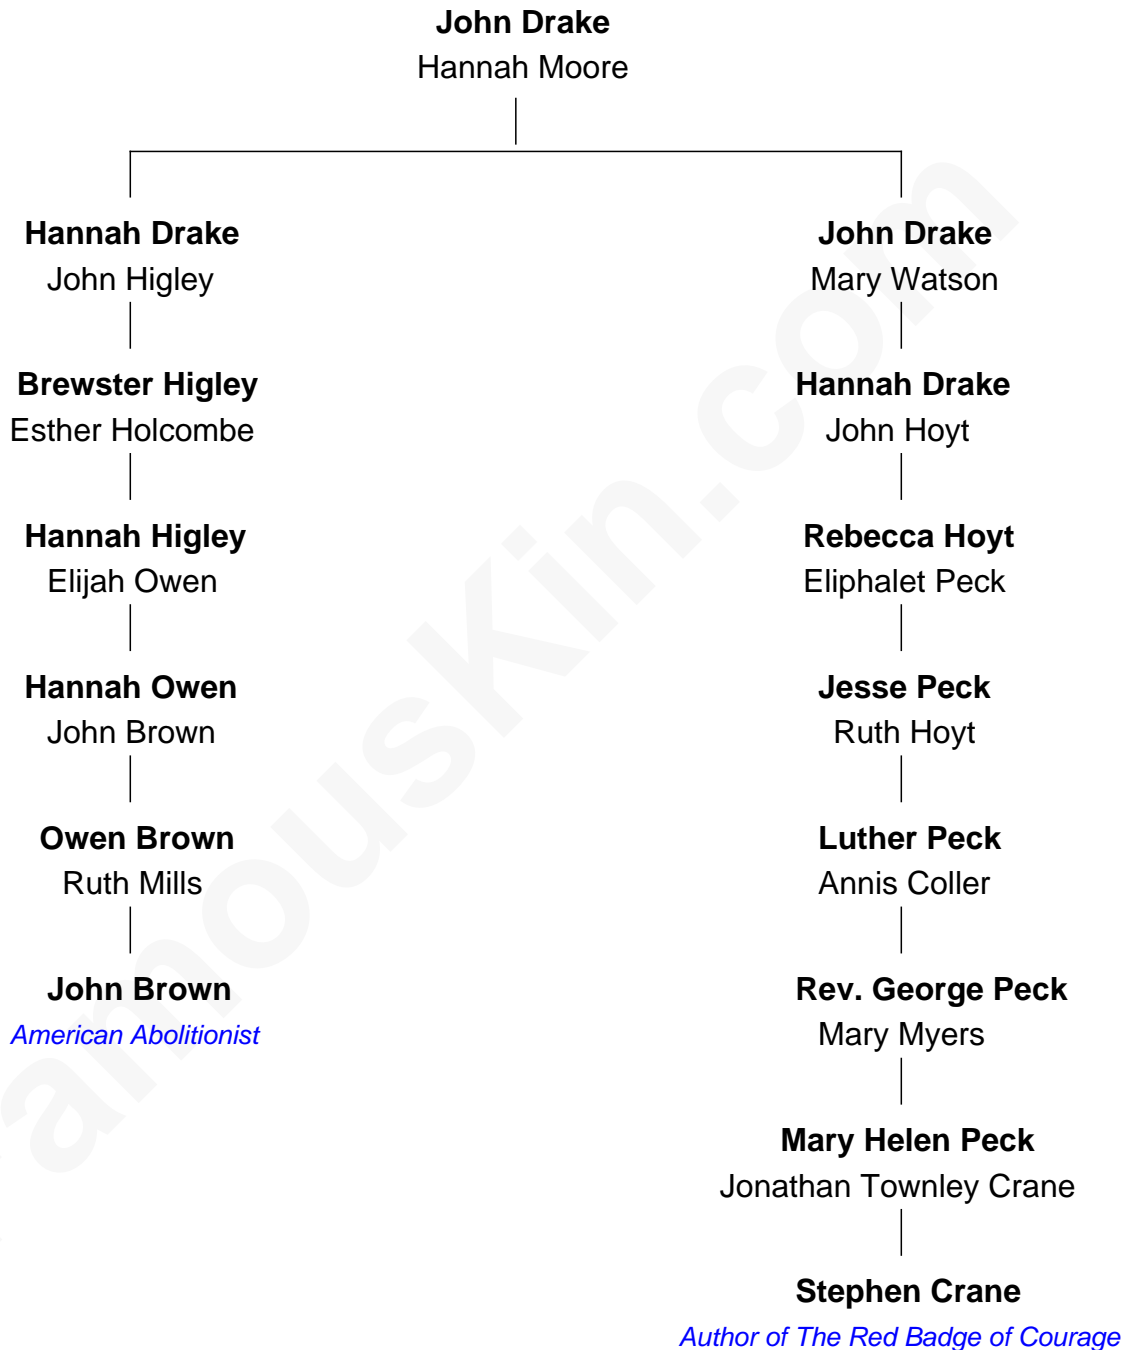 John Drake
Hannah Moore
Hannah Drake
John Higley
Brewster Higley
Esther Holcombe
Hannah Higley
Elijah Owen
Hannah Owen
John Brown
Owen Brown
Ruth Mills
John Brown
American Abolitionist
John Drake
Mary Watson
Hannah Drake
John Hoyt
Rebecca Hoyt
Eliphalet Peck
Jesse Peck
Ruth Hoyt
Luther Peck
Annis Coller
Rev. George Peck
Mary Myers
Mary Helen Peck
Jonathan Townley Crane
Stephen Crane
Author of The Red Badge of Courage
amousKin.com